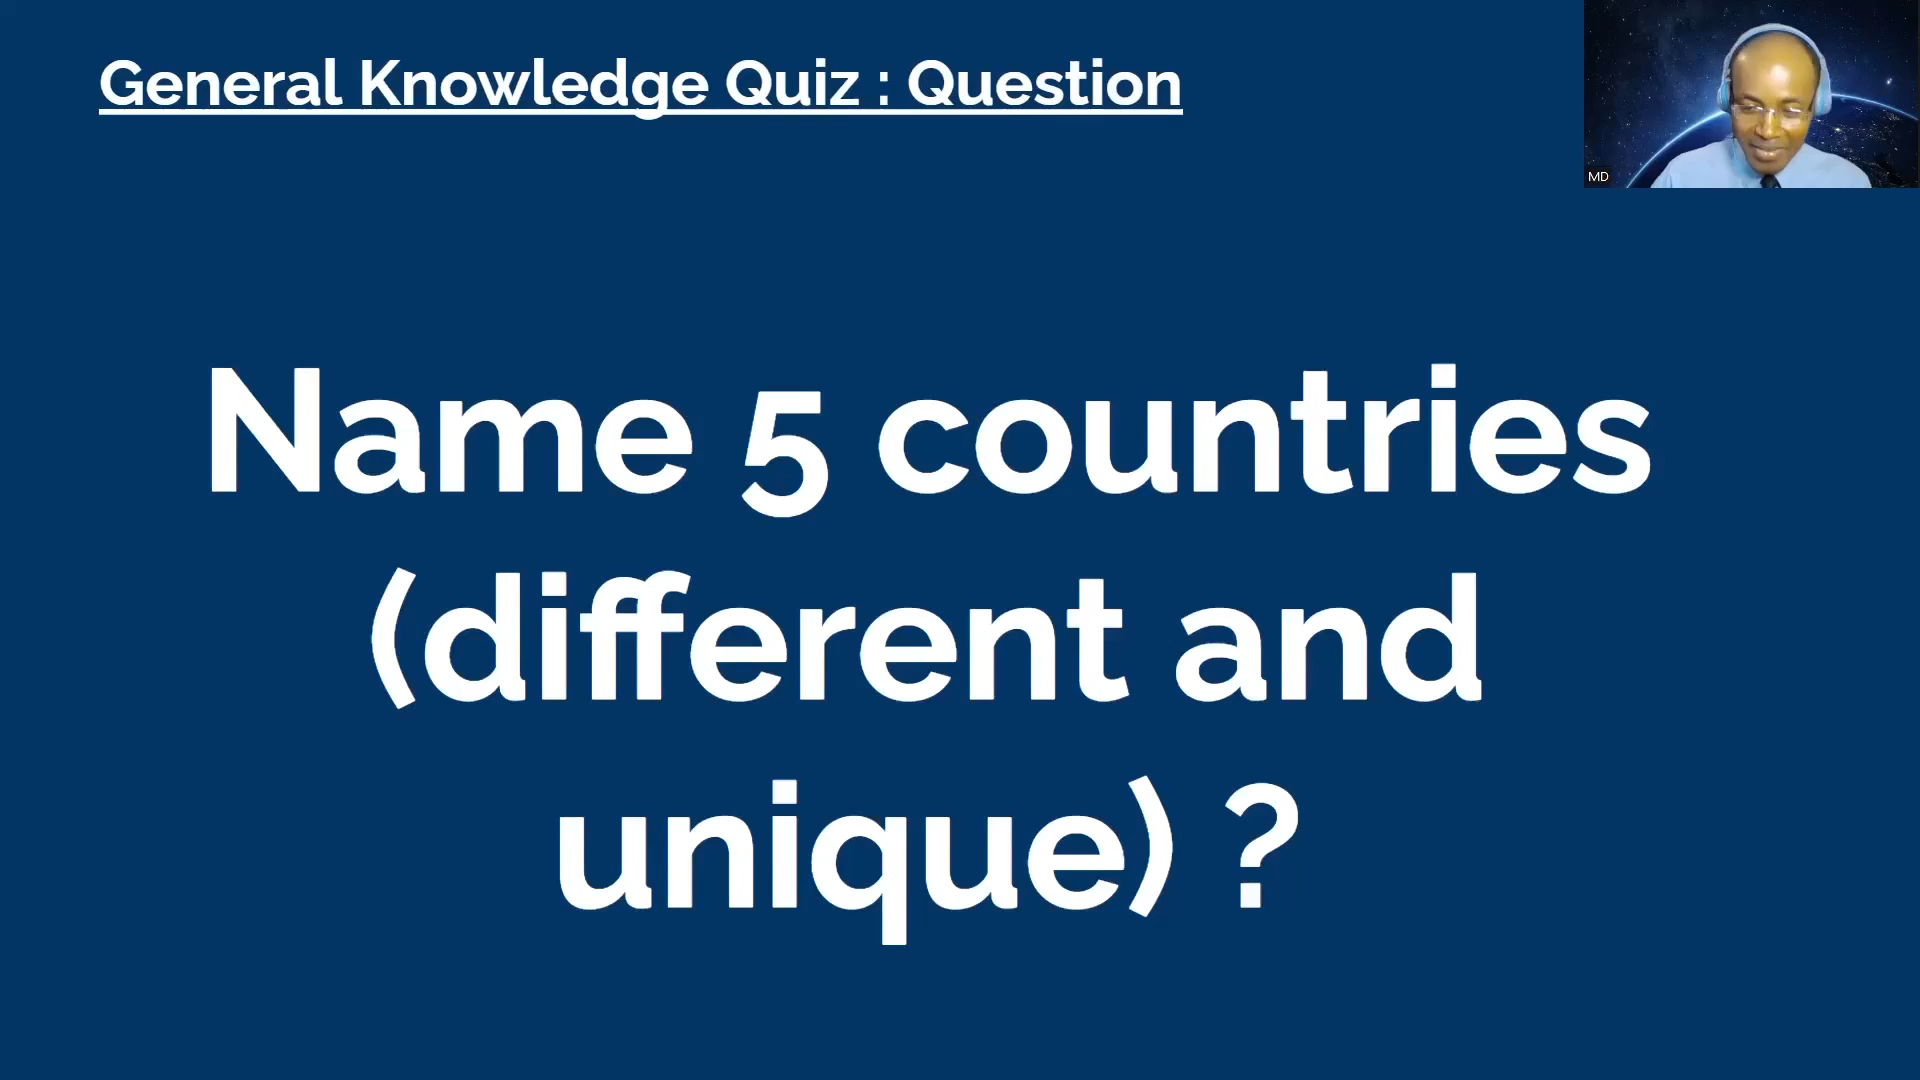 General Knowledge Quiz : Question
MD
Name 5 countries
(different and
unique) ?